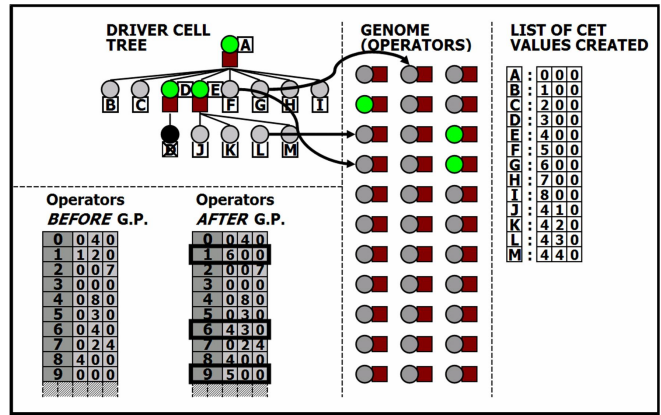 DRIVER CELL
TREE
A
D E
B C F G H I
J K L M
GENOME
(OPERATORS)
LIST OF CET
VALUES CREATED
A : 0 0 0
B : 1 0 0
C : 2 0 0
D : 3 0 0
E : 4 0 0
F : 5 0 0
G : 6 0 0
H : 7 0 0
I : 8 0 0
J : 4 1 0
K : 4 2 0
L : 4 3 0
M : 4 4 0
Operators
BEFORE G.P.
0 0 4 0
1 1 2 0
2 0 0 7
3 0 0 0
4 0 8 0
5 0 3 0
6 0 4 0
7 0 2 4
8 4 0 0
9 0 0 0
Operators
AFTER G.P.
0 0 4 0
1 6 0 0
2 0 0 7
3 0 0 0
4 0 8 0
5 0 3 0
6 4 3 0
7 0 2 4
8 4 0 0
9 5 0 0